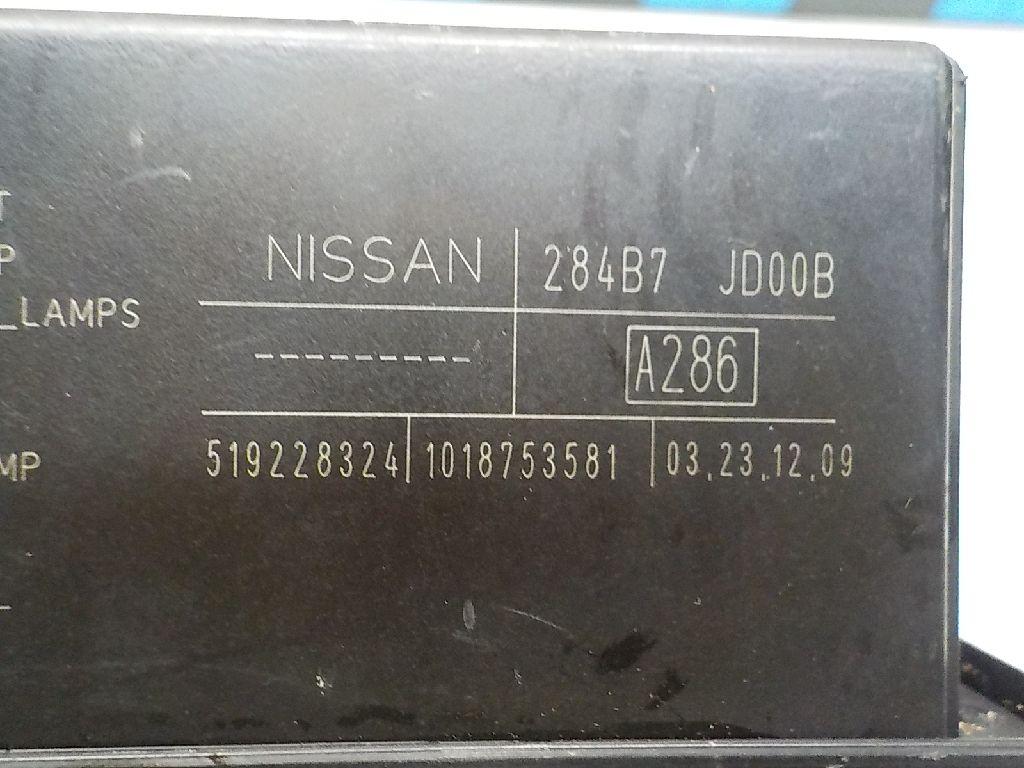 T
P
NISSAN 284B7 JD00B
_LAMPS
--------- A286
MP 519228324 1018753581 03.23.12.09
_